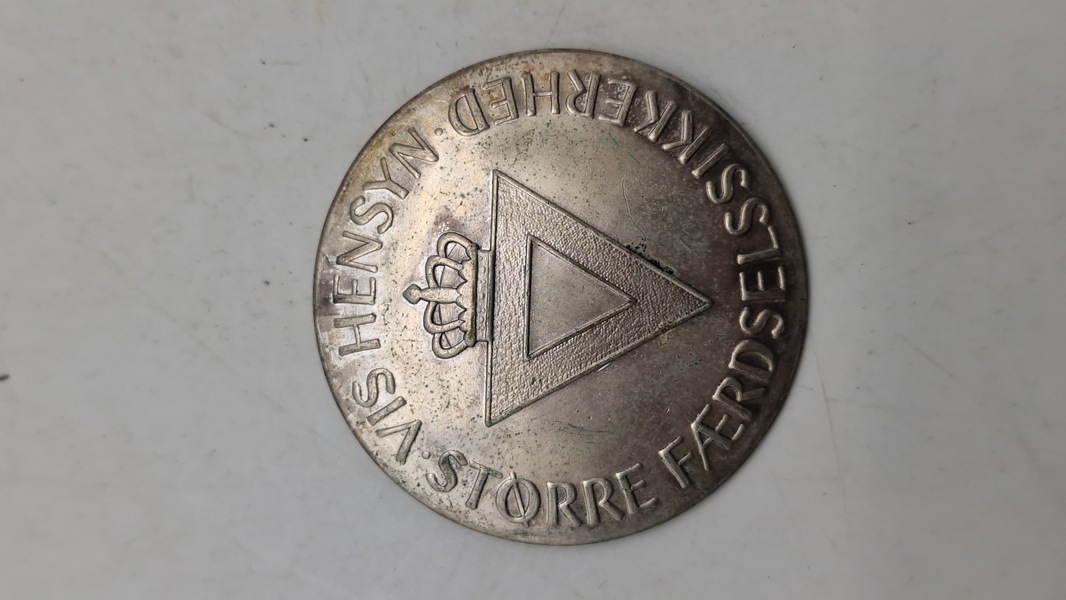 VIS HENSYN
STØRRE FÆRDSELSSIKKERHED